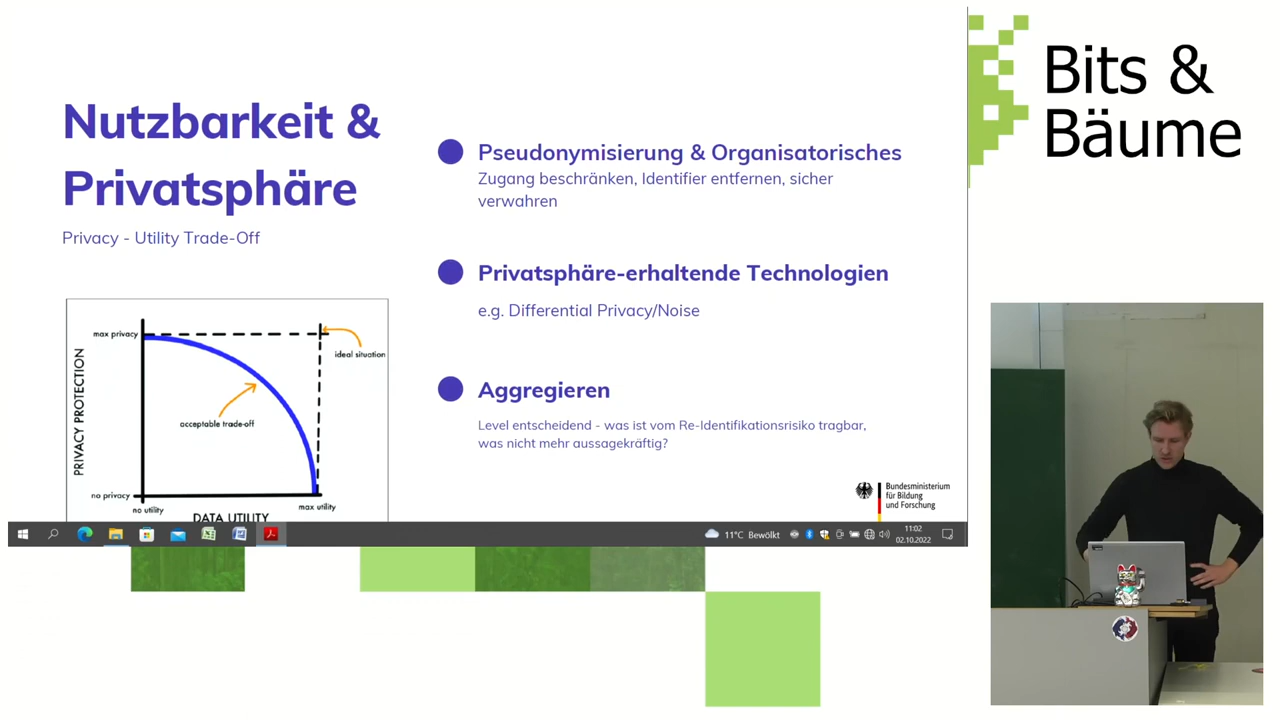 Nutzbarkeit &
Privatsphäre
Privacy - Utility Trade-Off
max privacy
ideal situation
PRIVACY PROTECTION
acceptable trade-off
no privacy
no utility
max utility
DATA UTILITY
Pseudonymisierung & Organisatorisches
Zugang beschränken, Identifier entfernen, sicher
verwahren
Privatsphäre-erhaltende Technologien
e.g. Differential Privacy/Noise
Aggregieren
Level entscheidend - was ist vom Re-Identifikationsrisiko tragbar,
was nicht mehr aussagekräftig?
Bundesministerium
für Bildung
und Forschung
11°C Bewölkt
11:02
02.10.2022
Bits &
Bäume